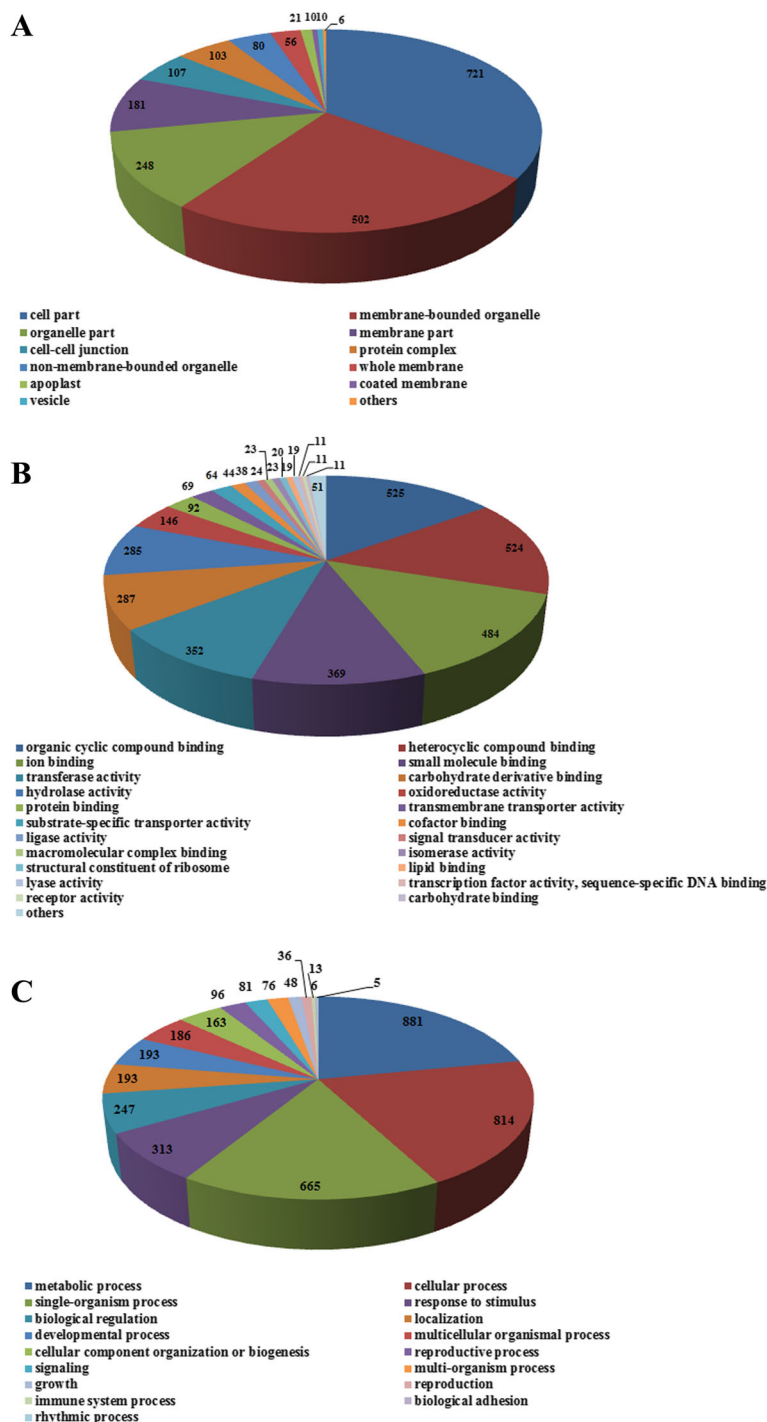 A
21 10 10 6
80 56 721
103
107
181
248
502
cell part membrane-bounded organelle
organelle part membrane part
cell-cell junction protein complex
non-membrane-bounded organelle whole membrane
apoplast coated membrane
vesicle others
B
23 20 19 11
69 64 44 38 24 23 19 11 11
92 51 525
146
285 524
287 484
352 369
organic cyclic compound binding heterocyclic compound binding
ion binding small molecule binding
transferase activity carbohydrate derivative binding
hydrolase activity oxidoreductase activity
protein binding transmembrane transporter activity
substrate-specific transporter activity cofactor binding
ligase activity signal transducer activity
macromolecular complex binding isomerase activity
structural constituent of ribosome lipid binding
lyase activity transcription factor activity, sequence-specific DNA binding
receptor activity carbohydrate binding
others
C
36 13
96 81 76 48 6 5
163 881
186
193
193
247 814
313
665
metabolic process cellular process
single-organism process response to stimulus
biological regulation localization
developmental process multicellular organismal process
cellular component organization or biogenesis reproductive process
signaling multi-organism process
growth reproduction
immune system process biological adhesion
rhythmic process